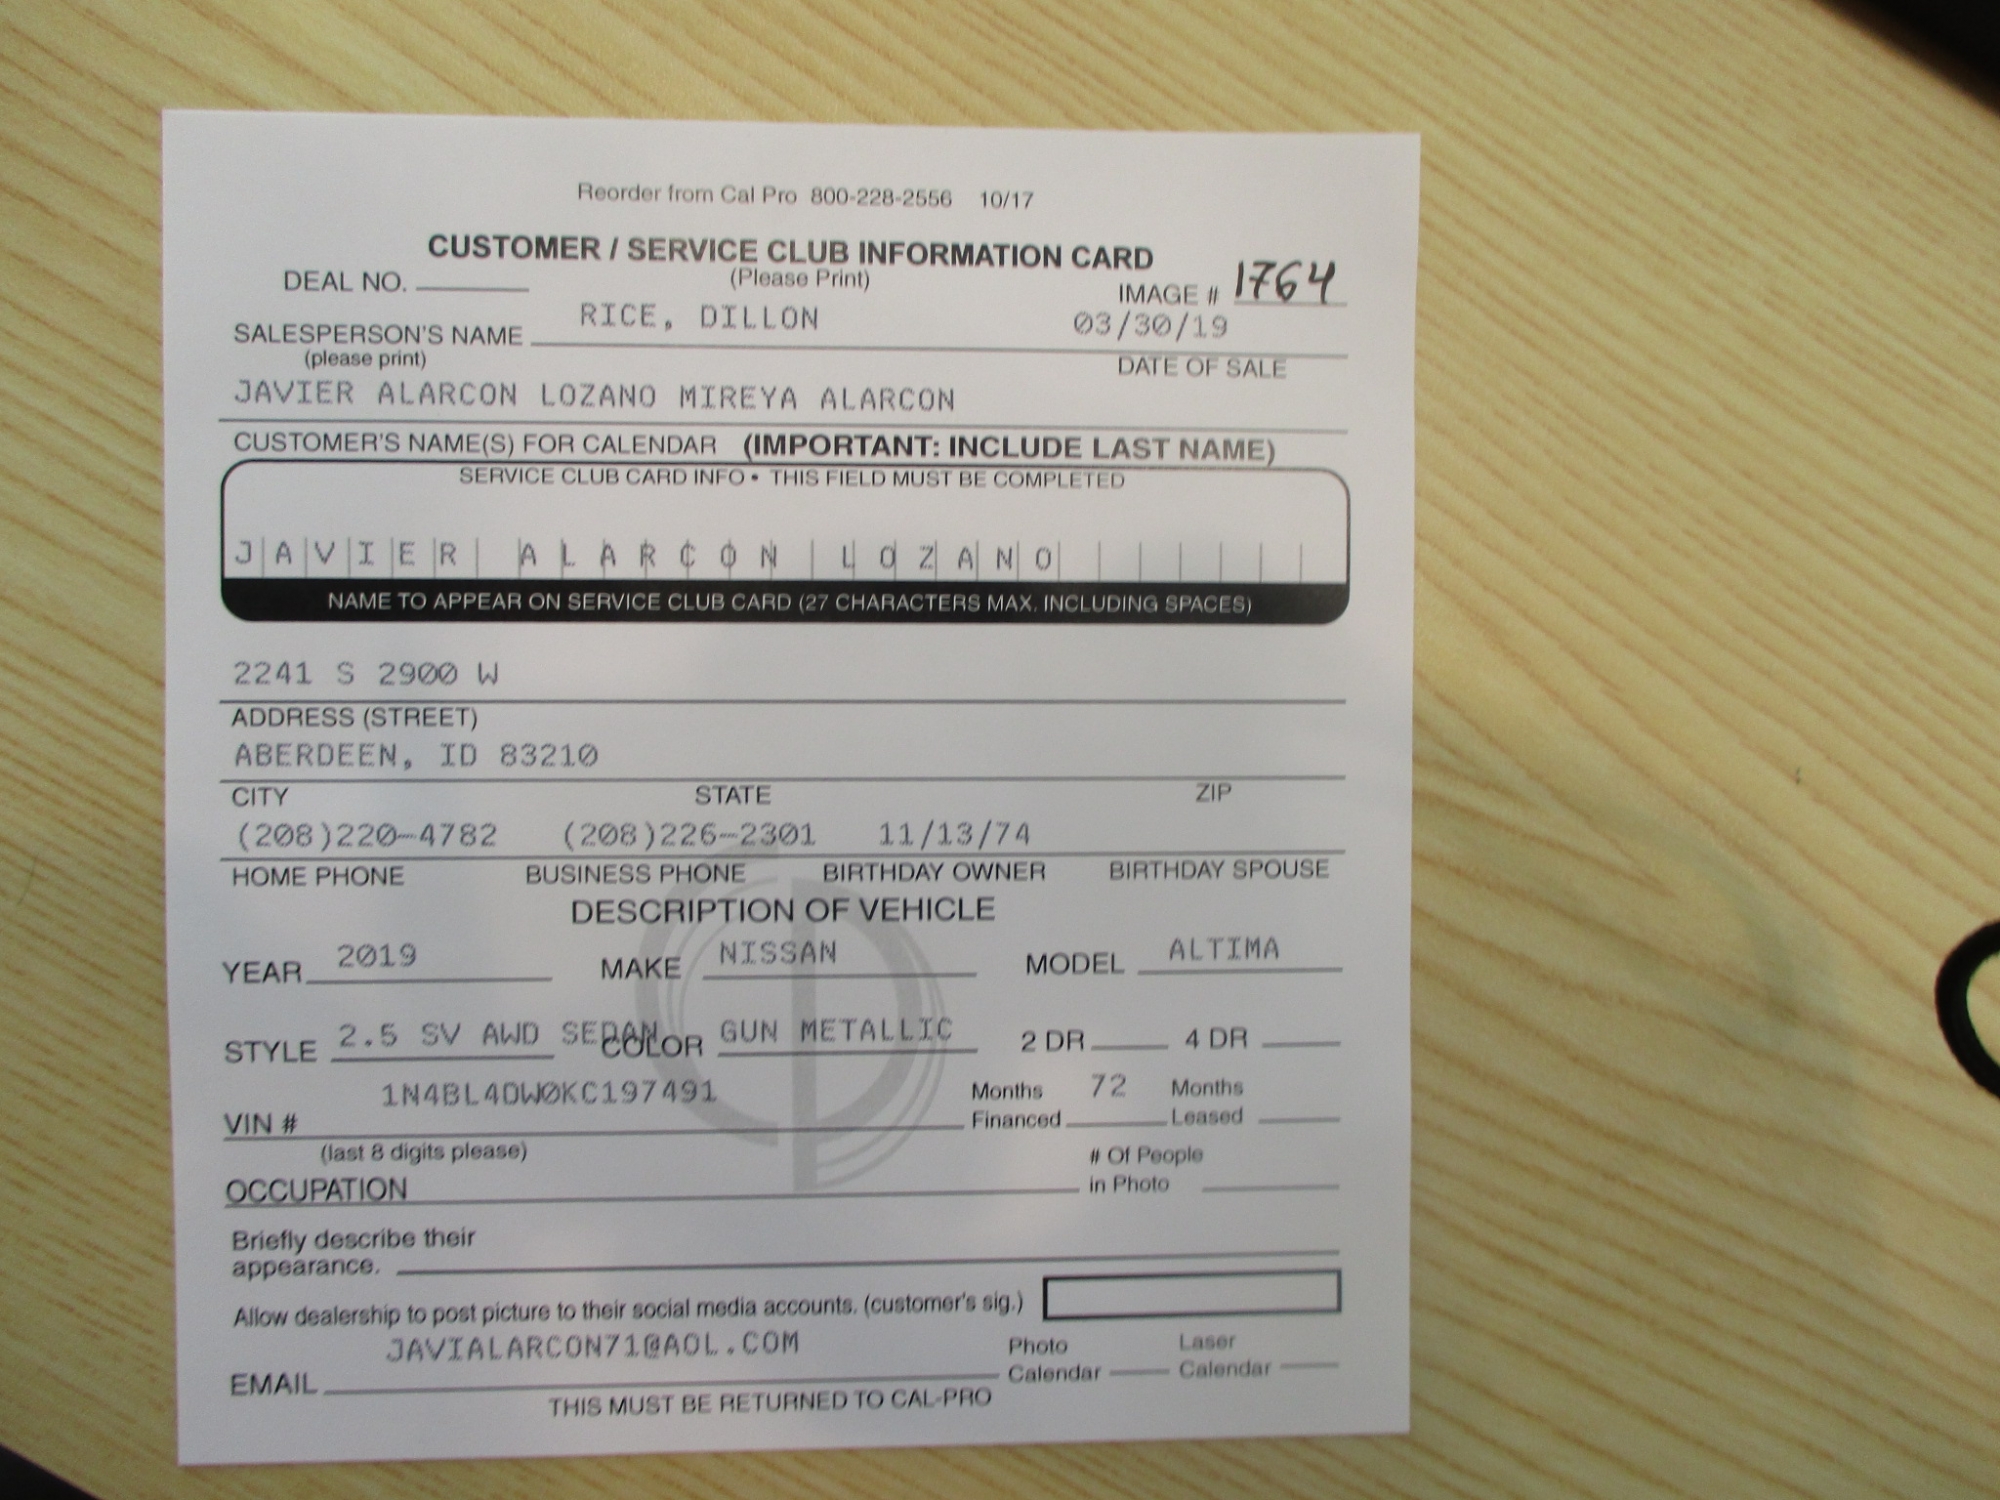 Reorder from Cal Pro 800-228-2556 10/17
CUSTOMER / SERVICE CLUB INFORMATION CARD
DEAL NO. (Please Print) IMAGE # 1764
SALESPERSON'S NAME RICE, DILLON 03/30/19
(please print) DATE OF SALE
JAVIER ALARCON LOZANO MIREYA ALARCON
CUSTOMER'S NAME(S) FOR CALENDAR (IMPORTANT: INCLUDE LAST NAME)
SERVICE CLUB CARD INFO • THIS FIELD MUST BE COMPLETED
JAVIER ALARCON LOZANO
NAME TO APPEAR ON SERVICE CLUB CARD (27 CHARACTERS MAX. INCLUDING SPACES)
2241 S 2900 W
ADDRESS (STREET)
ABERDEEN, ID 83210
CITY STATE ZIP
(208)220-4782 (208)226-2301 11/13/74
HOME PHONE BUSINESS PHONE BIRTHDAY OWNER BIRTHDAY SPOUSE
DESCRIPTION OF VEHICLE
YEAR 2019 MAKE NISSAN MODEL ALTIMA
STYLE 2.5 SV AWD SEDAN COLOR GUN METALLIC 2 DR 4 DR
VIN # 1N4BL4DW0KC197491 Months Financed 72 Months Leased
(last 8 digits please)
OCCUPATION # Of People in Photo
Briefly describe their
appearance.
Allow dealership to post picture to their social media accounts. (customer's sig.)
EMAIL JAVIALARCON71@AOL.COM Photo Calendar Laser Calendar
THIS MUST BE RETURNED TO CAL-PRO